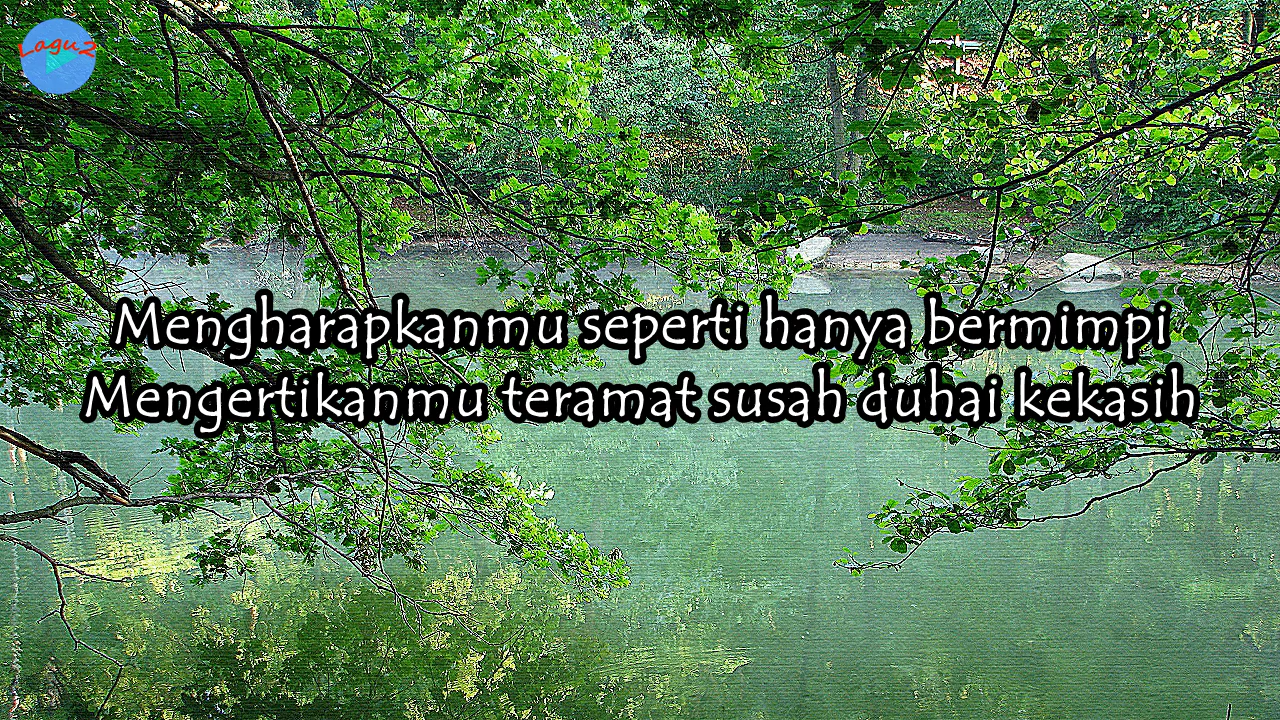 Lagu2
Mengharapkanmu seperti hanya bermimpi
Mengertikanmu teramat susah duhai kekasih